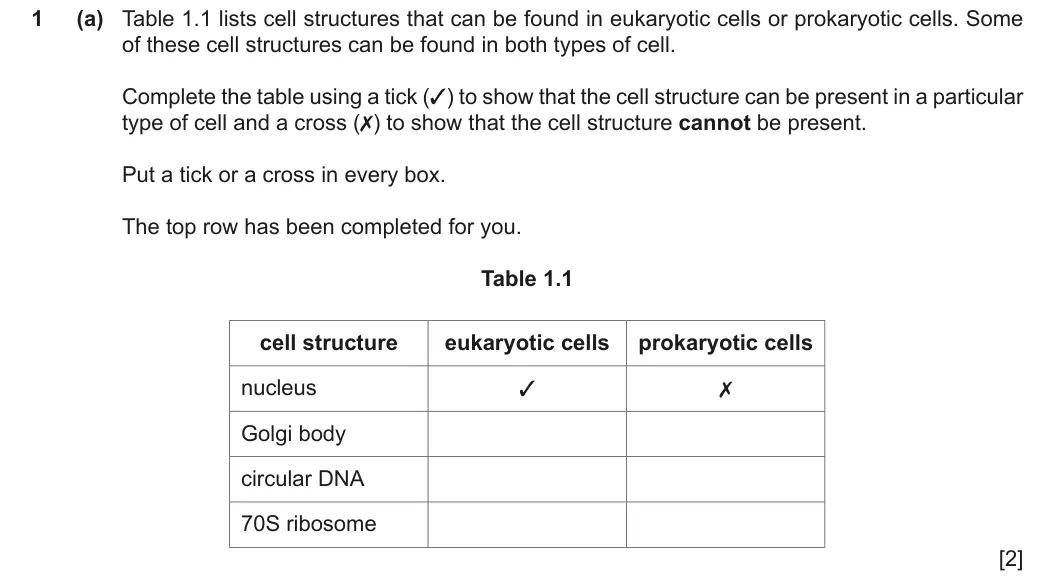 1 (a) Table 1.1 lists cell structures that can be found in eukaryotic cells or prokaryotic cells. Some
of these cell structures can be found in both types of cell.
Complete the table using a tick (✓) to show that the cell structure can be present in a particular
type of cell and a cross (✗) to show that the cell structure cannot be present.
Put a tick or a cross in every box.
The top row has been completed for you.
Table 1.1
cell structure eukaryotic cells prokaryotic cells
nucleus ✓ ✗
Golgi body
circular DNA
70S ribosome
[2]